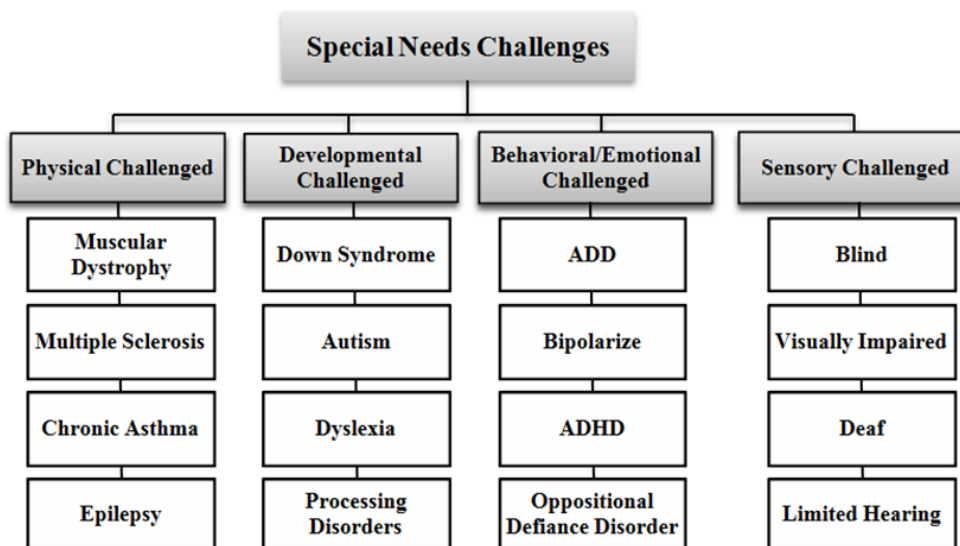 Special Needs Challenges
Physical Challenged
Developmental
Challenged
Behavioral/Emotional
Challenged
Sensory Challenged
Muscular
Dystrophy
Multiple Sclerosis
Chronic Asthma
Epilepsy
Down Syndrome
Autism
Dyslexia
Processing
Disorders
ADD
Bipolarize
ADHD
Oppositional
Defiance Disorder
Blind
Visually Impaired
Deaf
Limited Hearing